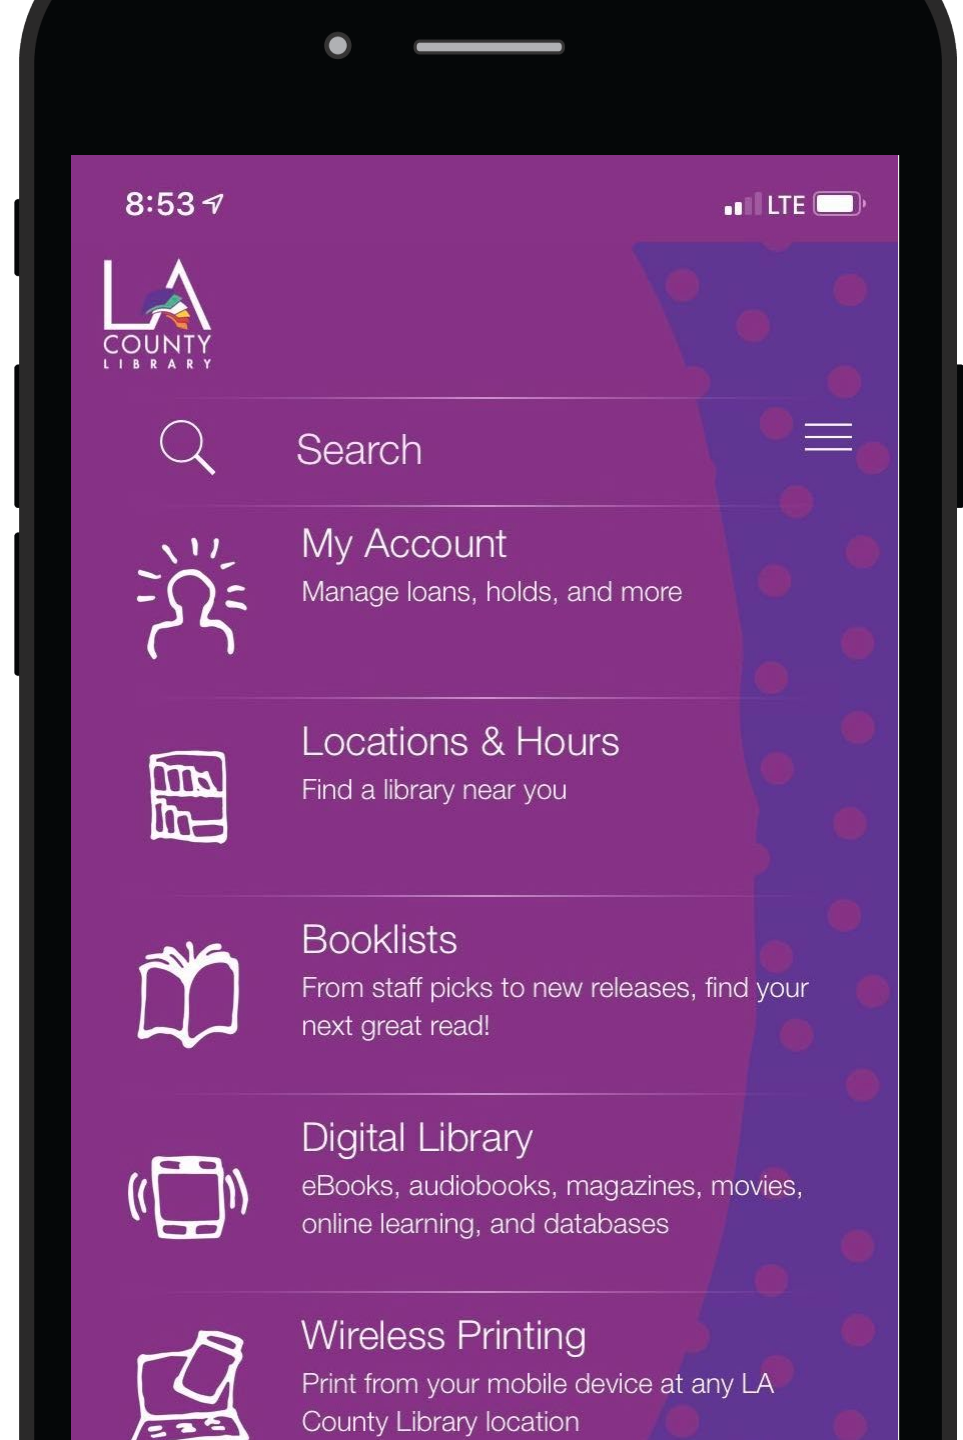 8:53
LTE
LA
COUNTY
LIBRARY
Search
My Account
Manage loans, holds, and more
Locations & Hours
Find a library near you
Booklists
From staff picks to new releases, find your
next great read!
Digital Library
eBooks, audiobooks, magazines, movies,
online learning, and databases
Wireless Printing
Print from your mobile device at any LA
County Library location